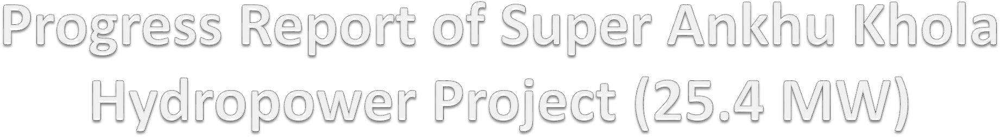 Progress Report of Super Ankhu Khola
Hydropower Project (25.4 MW)